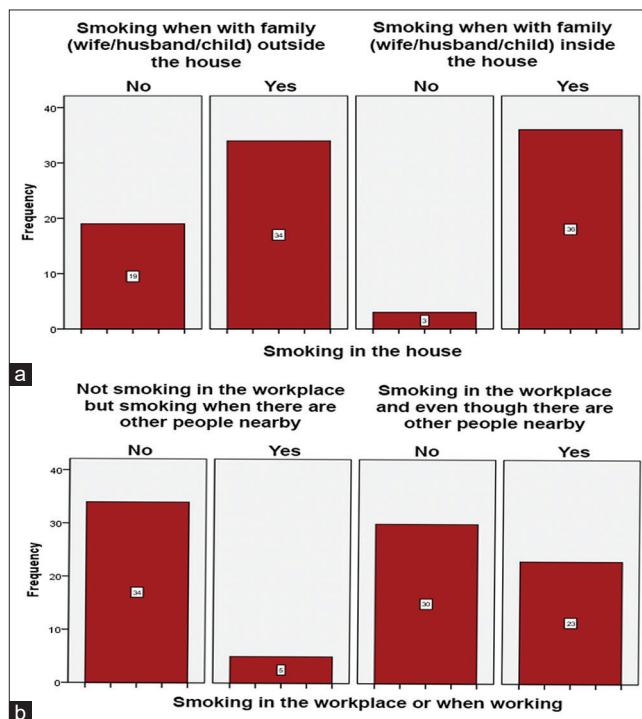 Smoking when with family
(wife/husband/child) outside
the house
Smoking when with family
(wife/husband/child) inside
the house
No
Yes
No
Yes
40
30
20
10
0
Frequency
19
34
3
36
Smoking in the house
a
Not smoking in the workplace
but smoking when there are
other people nearby
Smoking in the workplace
and even though there are
other people nearby
No
Yes
No
Yes
40
30
20
10
0
Frequency
34
5
30
23
Smoking in the workplace or when working
b